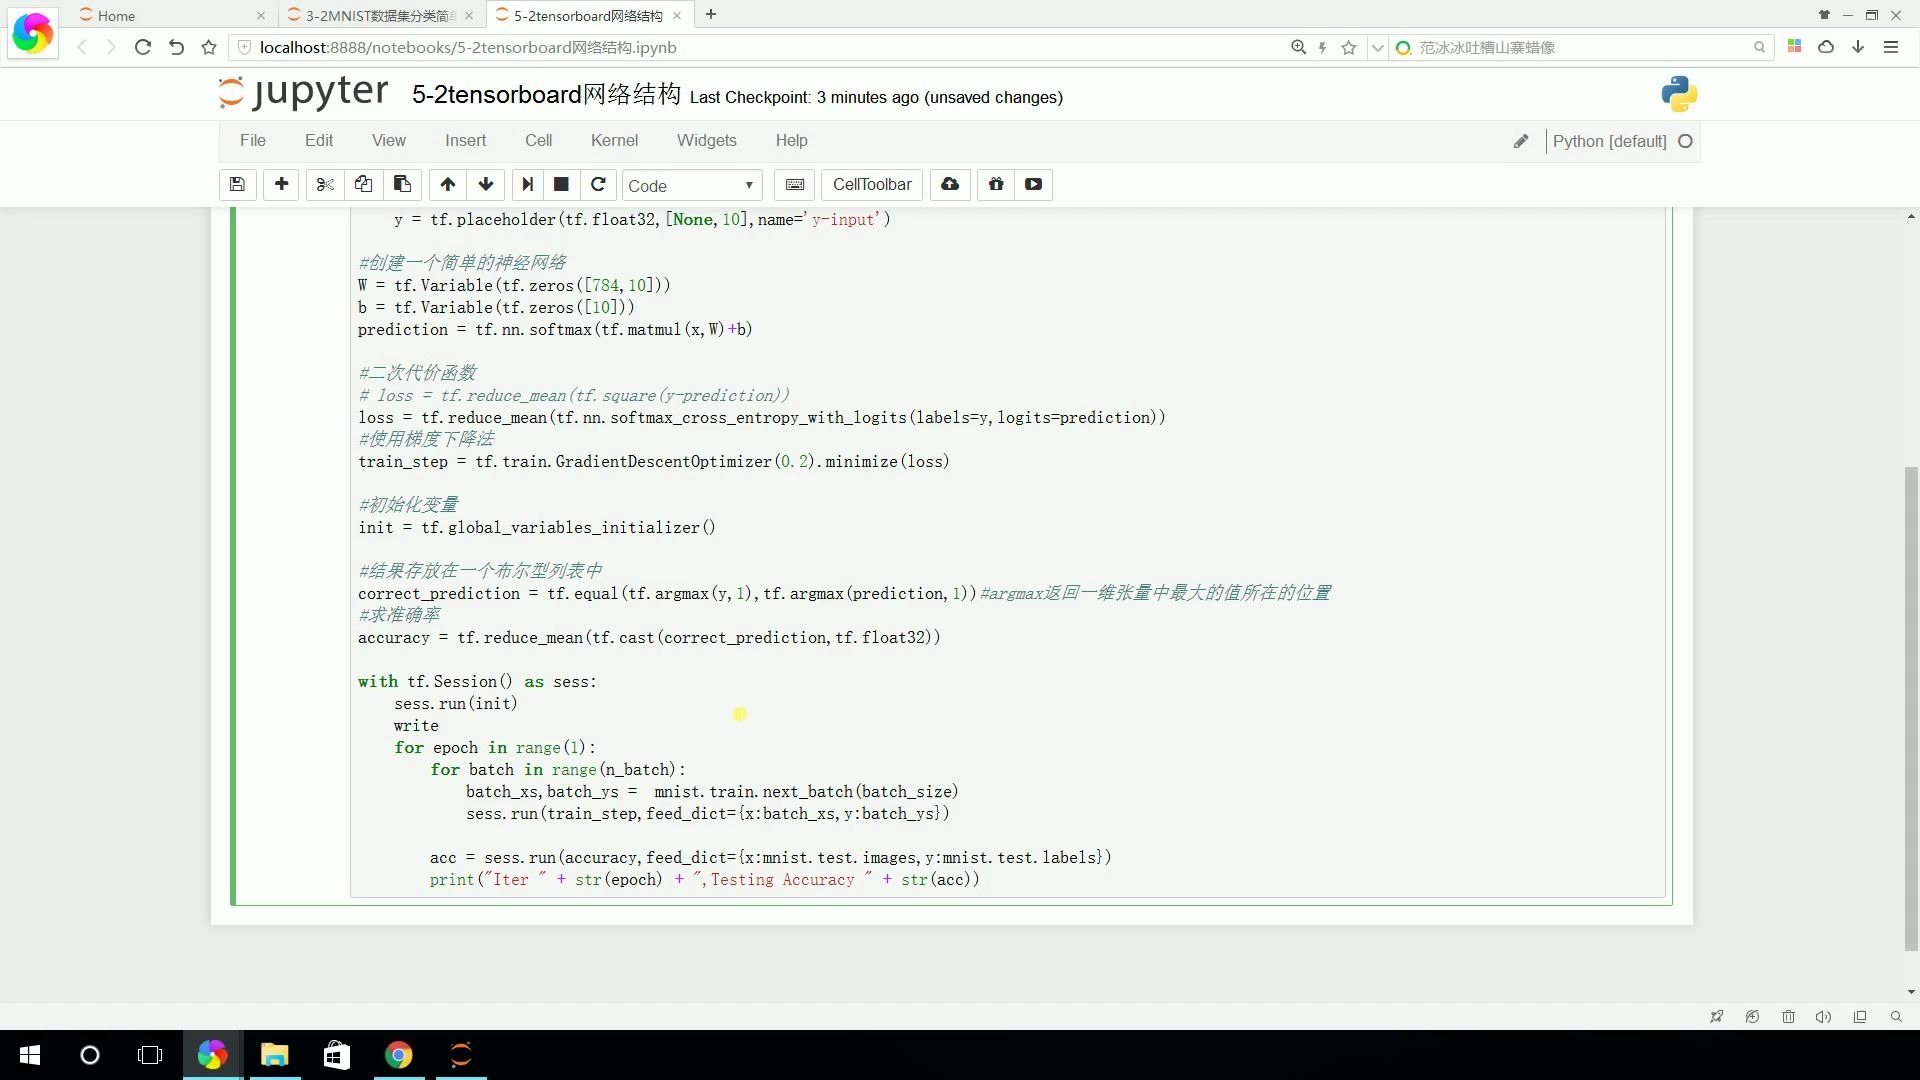 Home
3-2MNIST数据集分类简单
5-2tensorboard网络结构
localhost:8888/notebooks/5-2tensorboard网络结构.ipynb
范冰冰吐槽山寨蜡像
jupyter
5-2tensorboard网络结构 Last Checkpoint: 3 minutes ago (unsaved changes)
File Edit View Insert Cell Kernel Widgets Help
Python [default]
Code
CellToolbar
y = tf.placeholder(tf.float32,[None,10],name='y-input')
#创建一个简单的神经网络
W = tf.Variable(tf.zeros([784,10]))
b = tf.Variable(tf.zeros([10]))
prediction = tf.nn.softmax(tf.matmul(x,W)+b)
#二次代价函数
# loss = tf.reduce_mean(tf.square(y-prediction))
loss = tf.reduce_mean(tf.nn.softmax_cross_entropy_with_logits(labels=y,logits=prediction))
#使用梯度下降法
train_step = tf.train.GradientDescentOptimizer(0.2).minimize(loss)
#初始化变量
init = tf.global_variables_initializer()
#结果存放在一个布尔型列表中
correct_prediction = tf.equal(tf.argmax(y,1),tf.argmax(prediction,1))#argmax返回一维张量中最大的值所在的位置
#求准确率
accuracy = tf.reduce_mean(tf.cast(correct_prediction,tf.float32))
with tf.Session() as sess:
sess.run(init)
write
for epoch in range(1):
for batch in range(n_batch):
batch_xs,batch_ys =  mnist.train.next_batch(batch_size)
sess.run(train_step,feed_dict={x:batch_xs,y:batch_ys})
acc = sess.run(accuracy,feed_dict={x:mnist.test.images,y:mnist.test.labels})
print("Iter " + str(epoch) + ",Testing Accuracy " + str(acc))